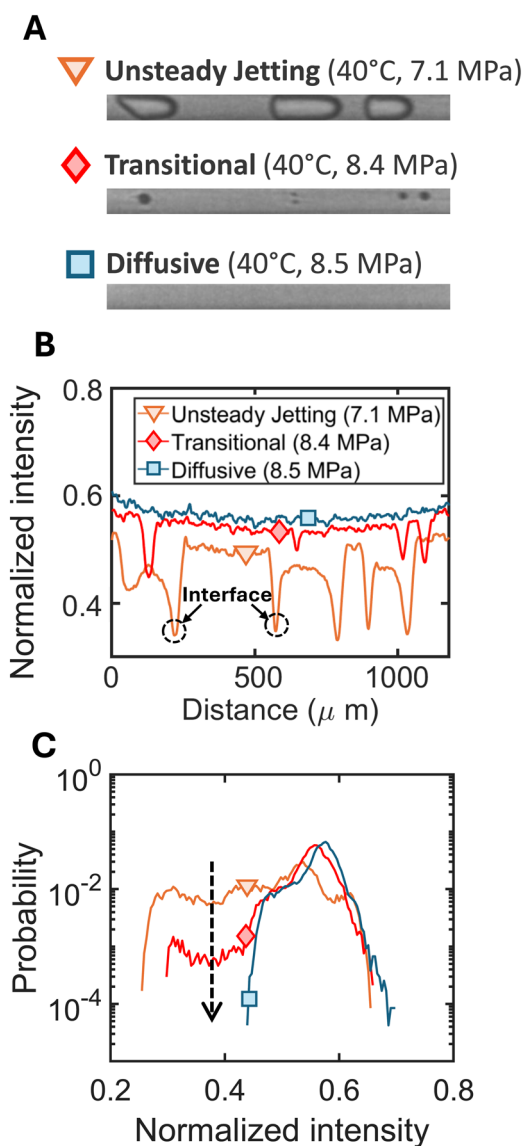 A
Unsteady Jetting (40°C, 7.1 MPa)
Transitional (40°C, 8.4 MPa)
Diffusive (40°C, 8.5 MPa)
B
Normalized intensity
0.8
0.6
0.4
Unsteady Jetting (7.1 MPa)
Transitional (8.4 MPa)
Diffusive (8.5 MPa)
Interface
0
500
1000
Distance (μ m)
C
Probability
10^0
10^-2
10^-4
0.2
0.4
0.6
0.8
Normalized intensity